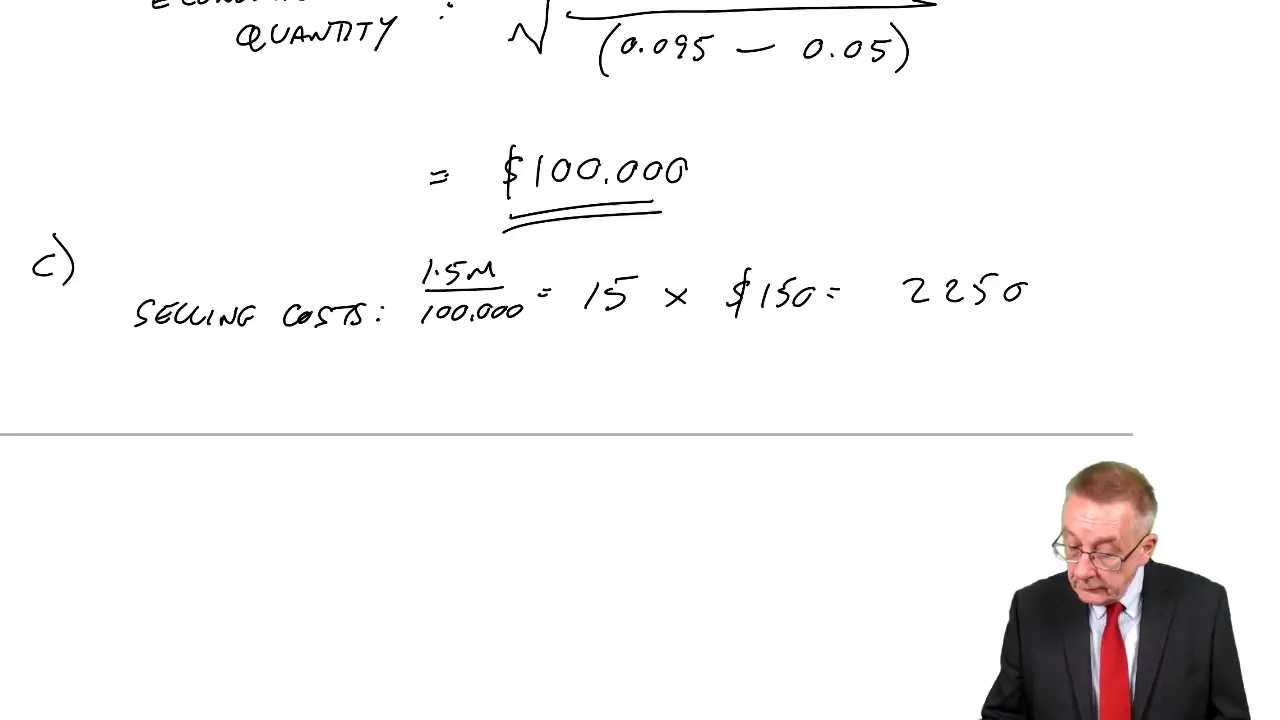 QUANTITY : √
(0.095 — 0.05)
= $100.000
c)
SELLING COSTS: 1.5M / 100.000 = 15 × $150 = 2250